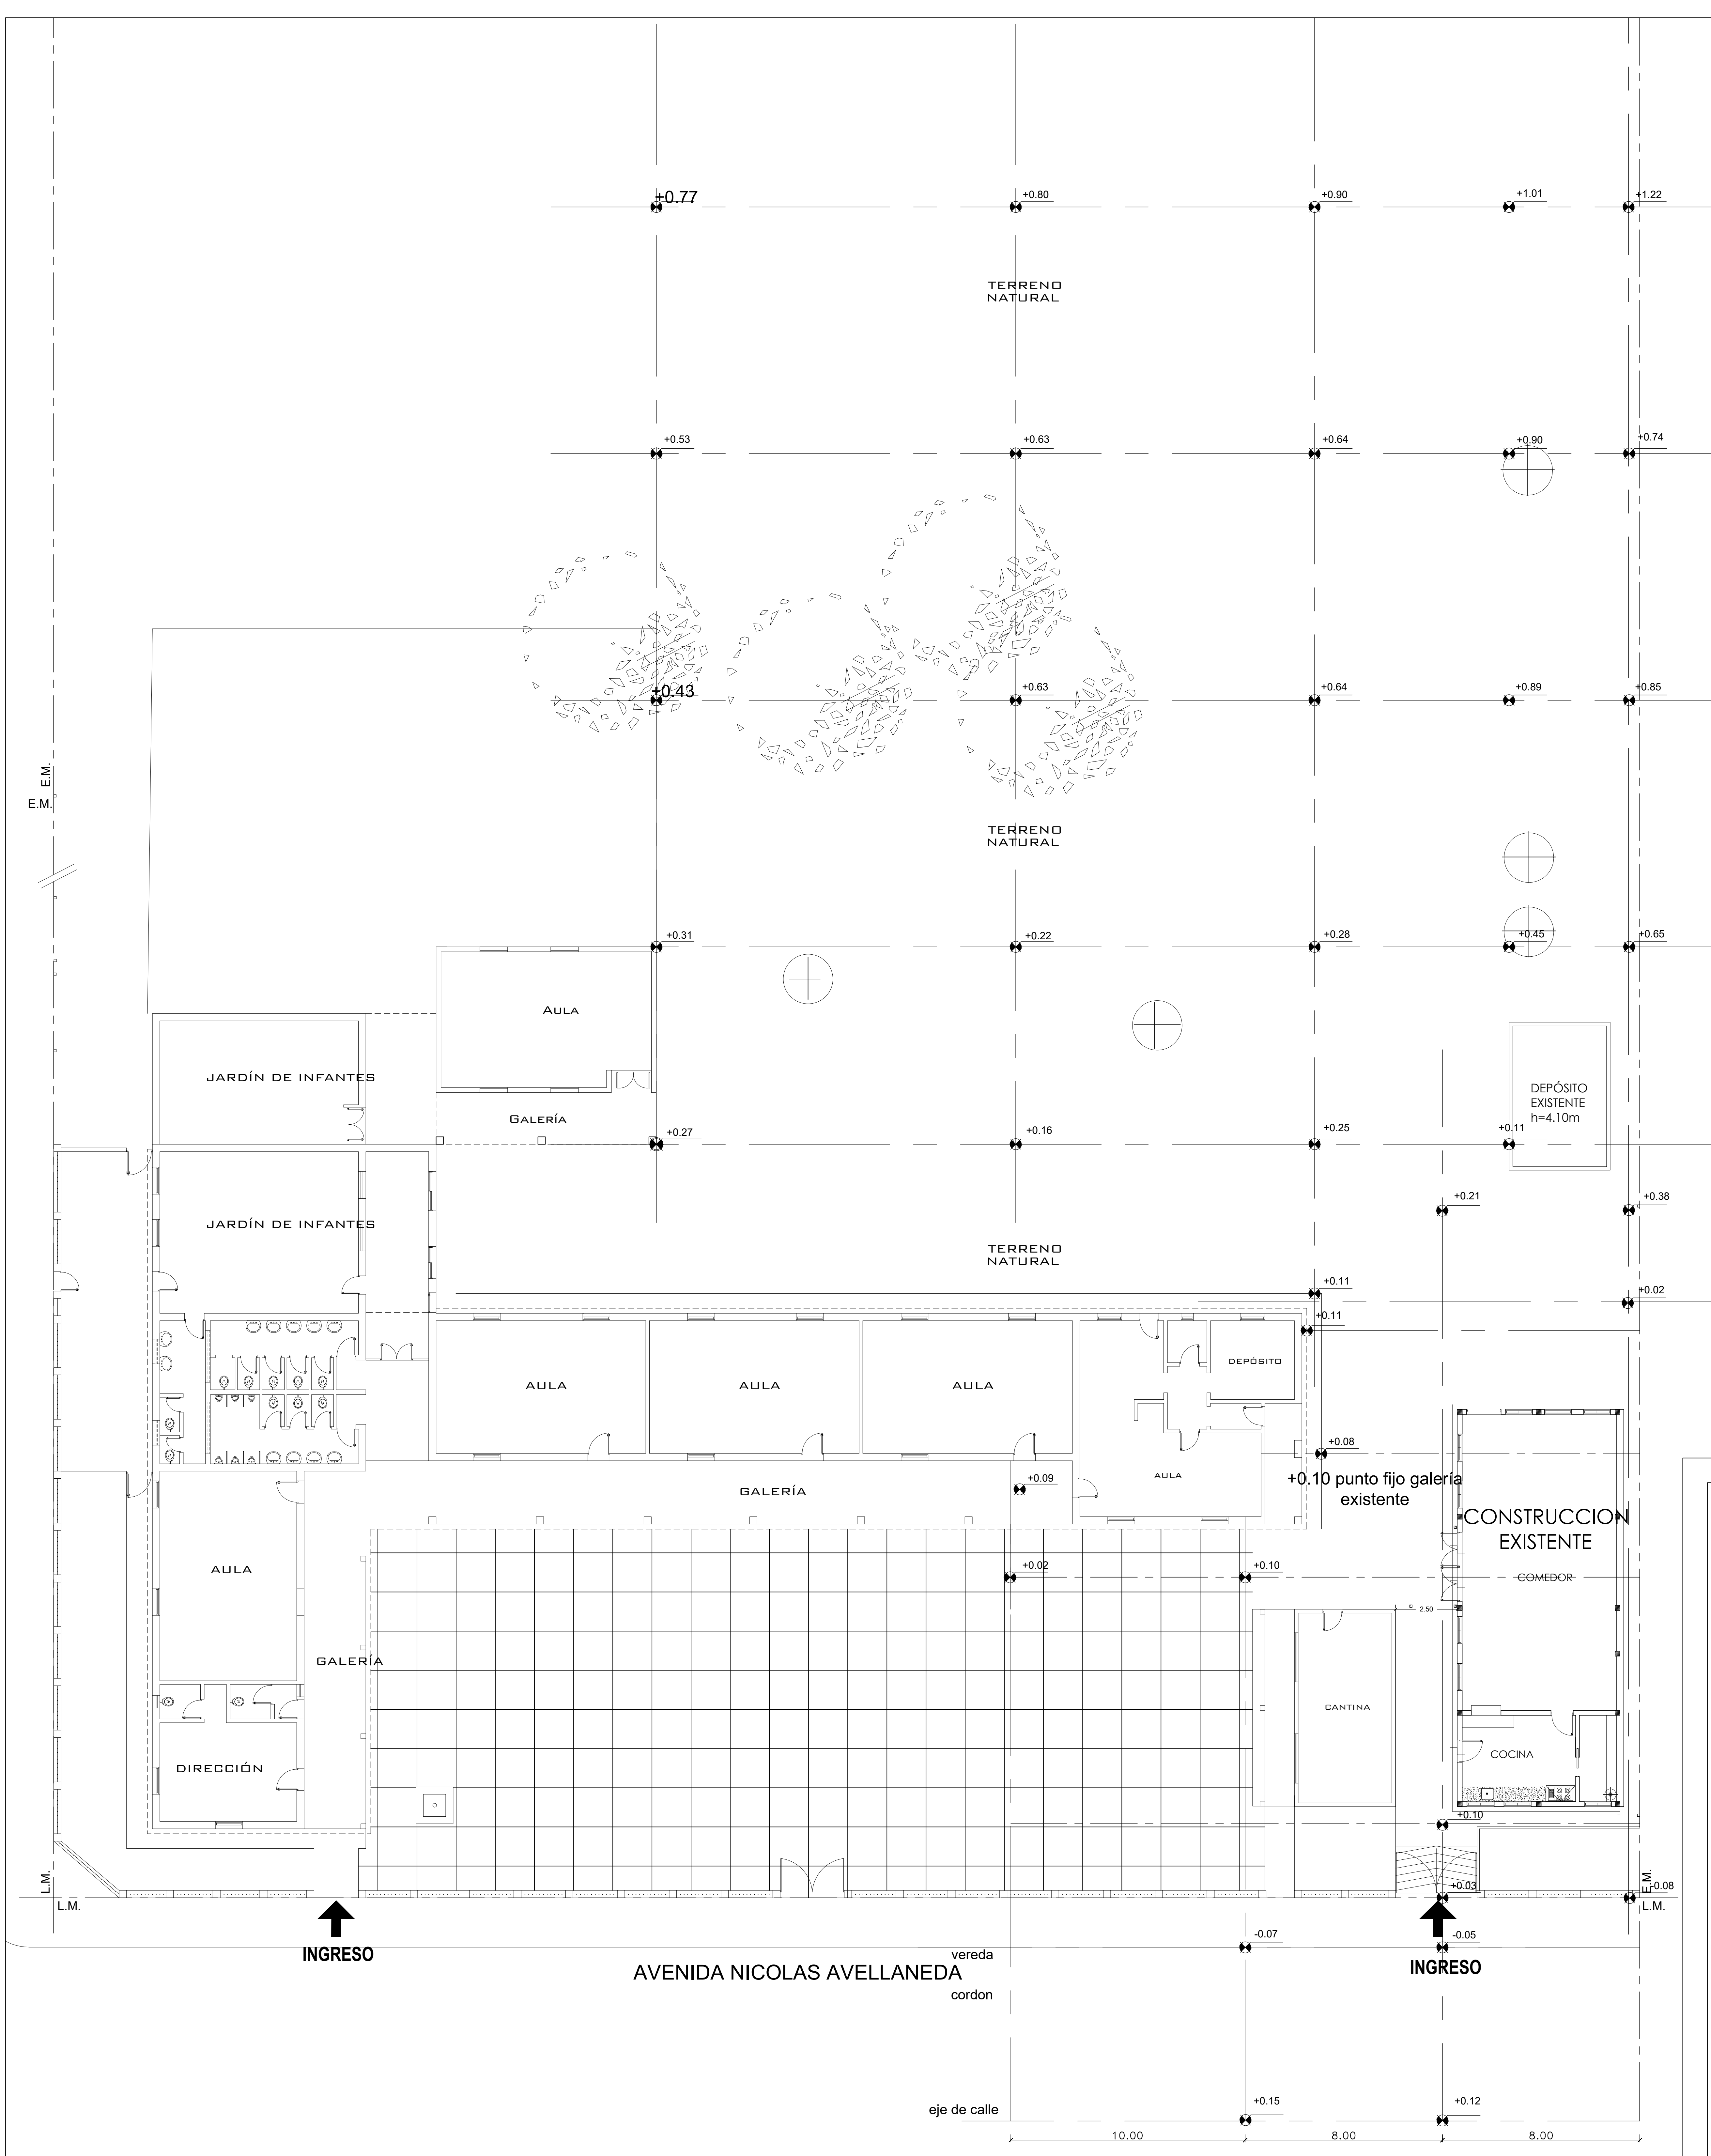 +0.77
+0.80
+0.90
+1.01
+1.22
TERRENO
NATURAL
+0.53
+0.63
+0.64
+0.90
+0.74
+0.43
+0.63
+0.64
+0.89
+0.85
E.M.
E.M.
TERRENO
NATURAL
+0.31
+0.22
+0.28
+0.45
+0.65
AULA
JARDÍN DE INFANTES
GALERÍA
DEPÓSITO
EXISTENTE
h=4.10m
+0.27
+0.16
+0.25
+0.11
+0.21
+0.38
JARDÍN DE INFANTES
TERRENO
NATURAL
+0.11
+0.02
+0.11
AULA
AULA
AULA
DEPÓSITO
+0.08
AULA
+0.09
GALERÍA
+0.10 punto fijo galería
existente
CONSTRUCCION
EXISTENTE
AULA
+0.02
+0.10
COMEDOR
2.50
GALERÍA
CANTINA
COCINA
DIRECCIÓN
+0.10
L.M.
L.M.
+0.03
E.M.
-0.08
L.M.
INGRESO
-0.07
-0.05
vereda
INGRESO
AVENIDA NICOLAS AVELLANEDA
cordon
eje de calle
+0.15
+0.12
10.00
8.00
8.00